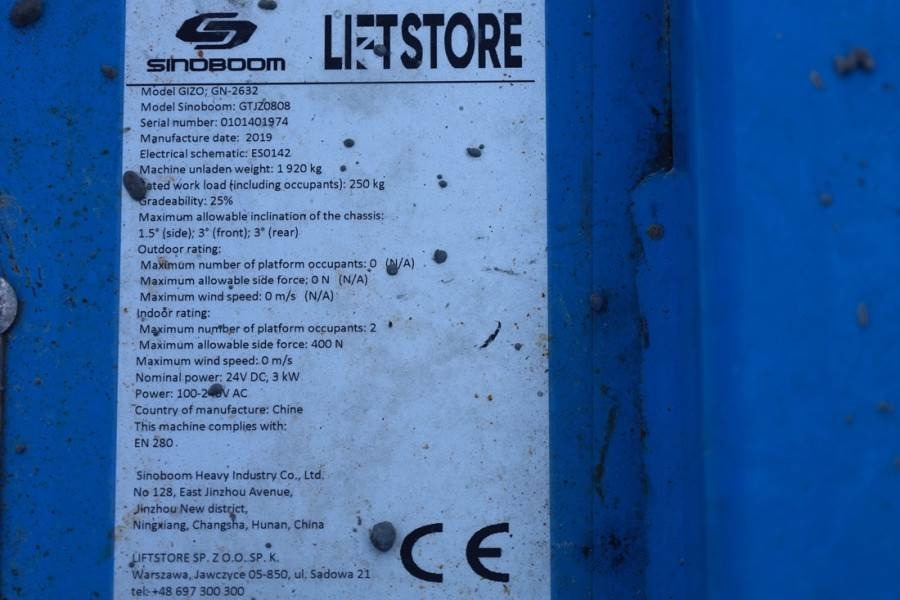 SINOBOOM LIFTSTORE
Model GIZO; GN-2632
Model Sinoboom: GTJZ0808
Serial number: 0101401974
Manufacture date: 2019
Electrical schematic: ES0142
Machine unladen weight: 1 920 kg
ated work load (including occupants): 250 kg
Gradeability: 25%
Maximum allowable inclination of the chassis:
1.5° (side); 3° (front); 3° (rear)
Outdoor rating:
Maximum number of platform occupants: 0 (N/A)
Maximum allowable side force; 0 N (N/A)
Maximum wind speed: 0 m/s (N/A)
Indoor rating:
Maximum number of platform occupants: 2
Maximum allowable side force: 400 N
Maximum wind speed: 0 m/s
Nominal power: 24V DC, 3 kW
Power: 100-240V AC
Country of manufacture: Chine
This machine complies with:
EN 280
Sinoboom Heavy Industry Co., Ltd.
No 128, East Jinzhou Avenue,
Jinzhou New district,
Ningxiang, Changsha, Hunan, China
CE
LIFTSTORE SP. Z O.O. SP. K.
Warszawa, Jawczyce 05-850, ul. Sadowa 21
tel: +48 697 300 300